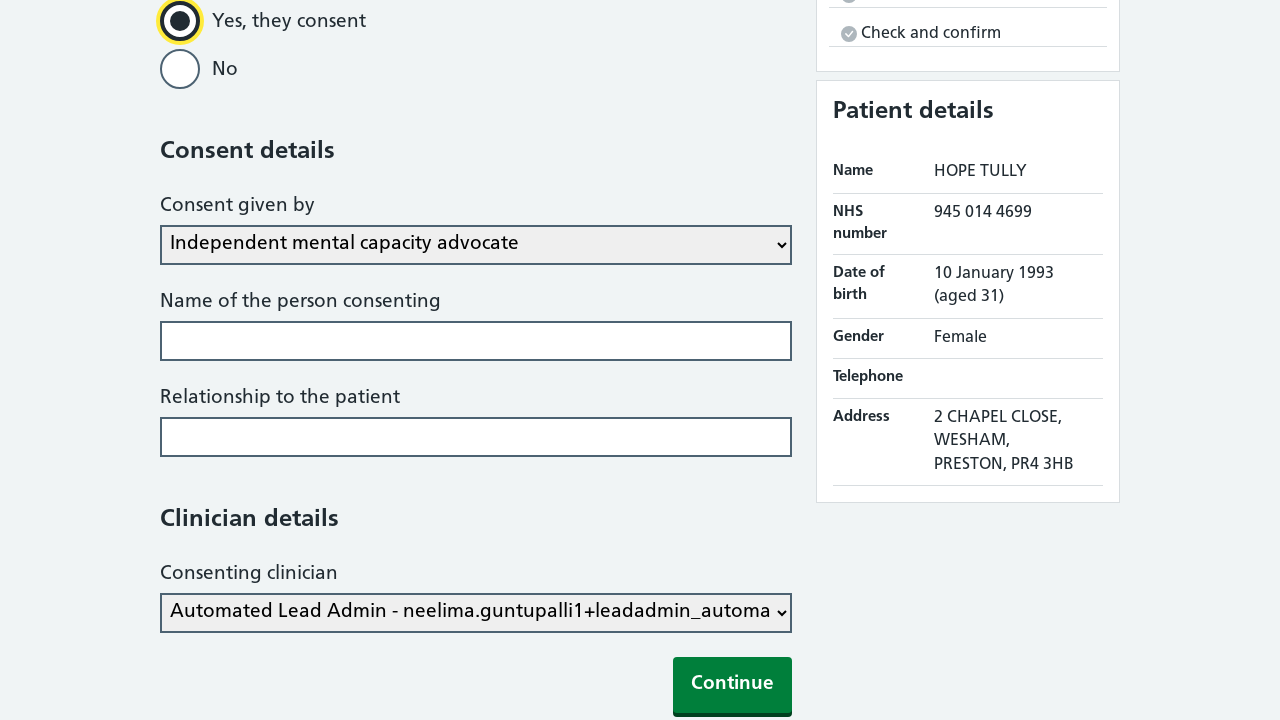 Yes, they consent
No
Consent details
Consent given by
Independent mental capacity advocate
Name of the person consenting
Relationship to the patient
Clinician details
Consenting clinician
Automated Lead Admin - neelima.guntupalli1+leadadmin_automa
Continue
Check and confirm
Patient details
Name HOPE TULLY
NHS number 945 014 4699
Date of birth 10 January 1993 (aged 31)
Gender Female
Telephone
Address 2 CHAPEL CLOSE,
WESHAM,
PRESTON, PR4 3HB